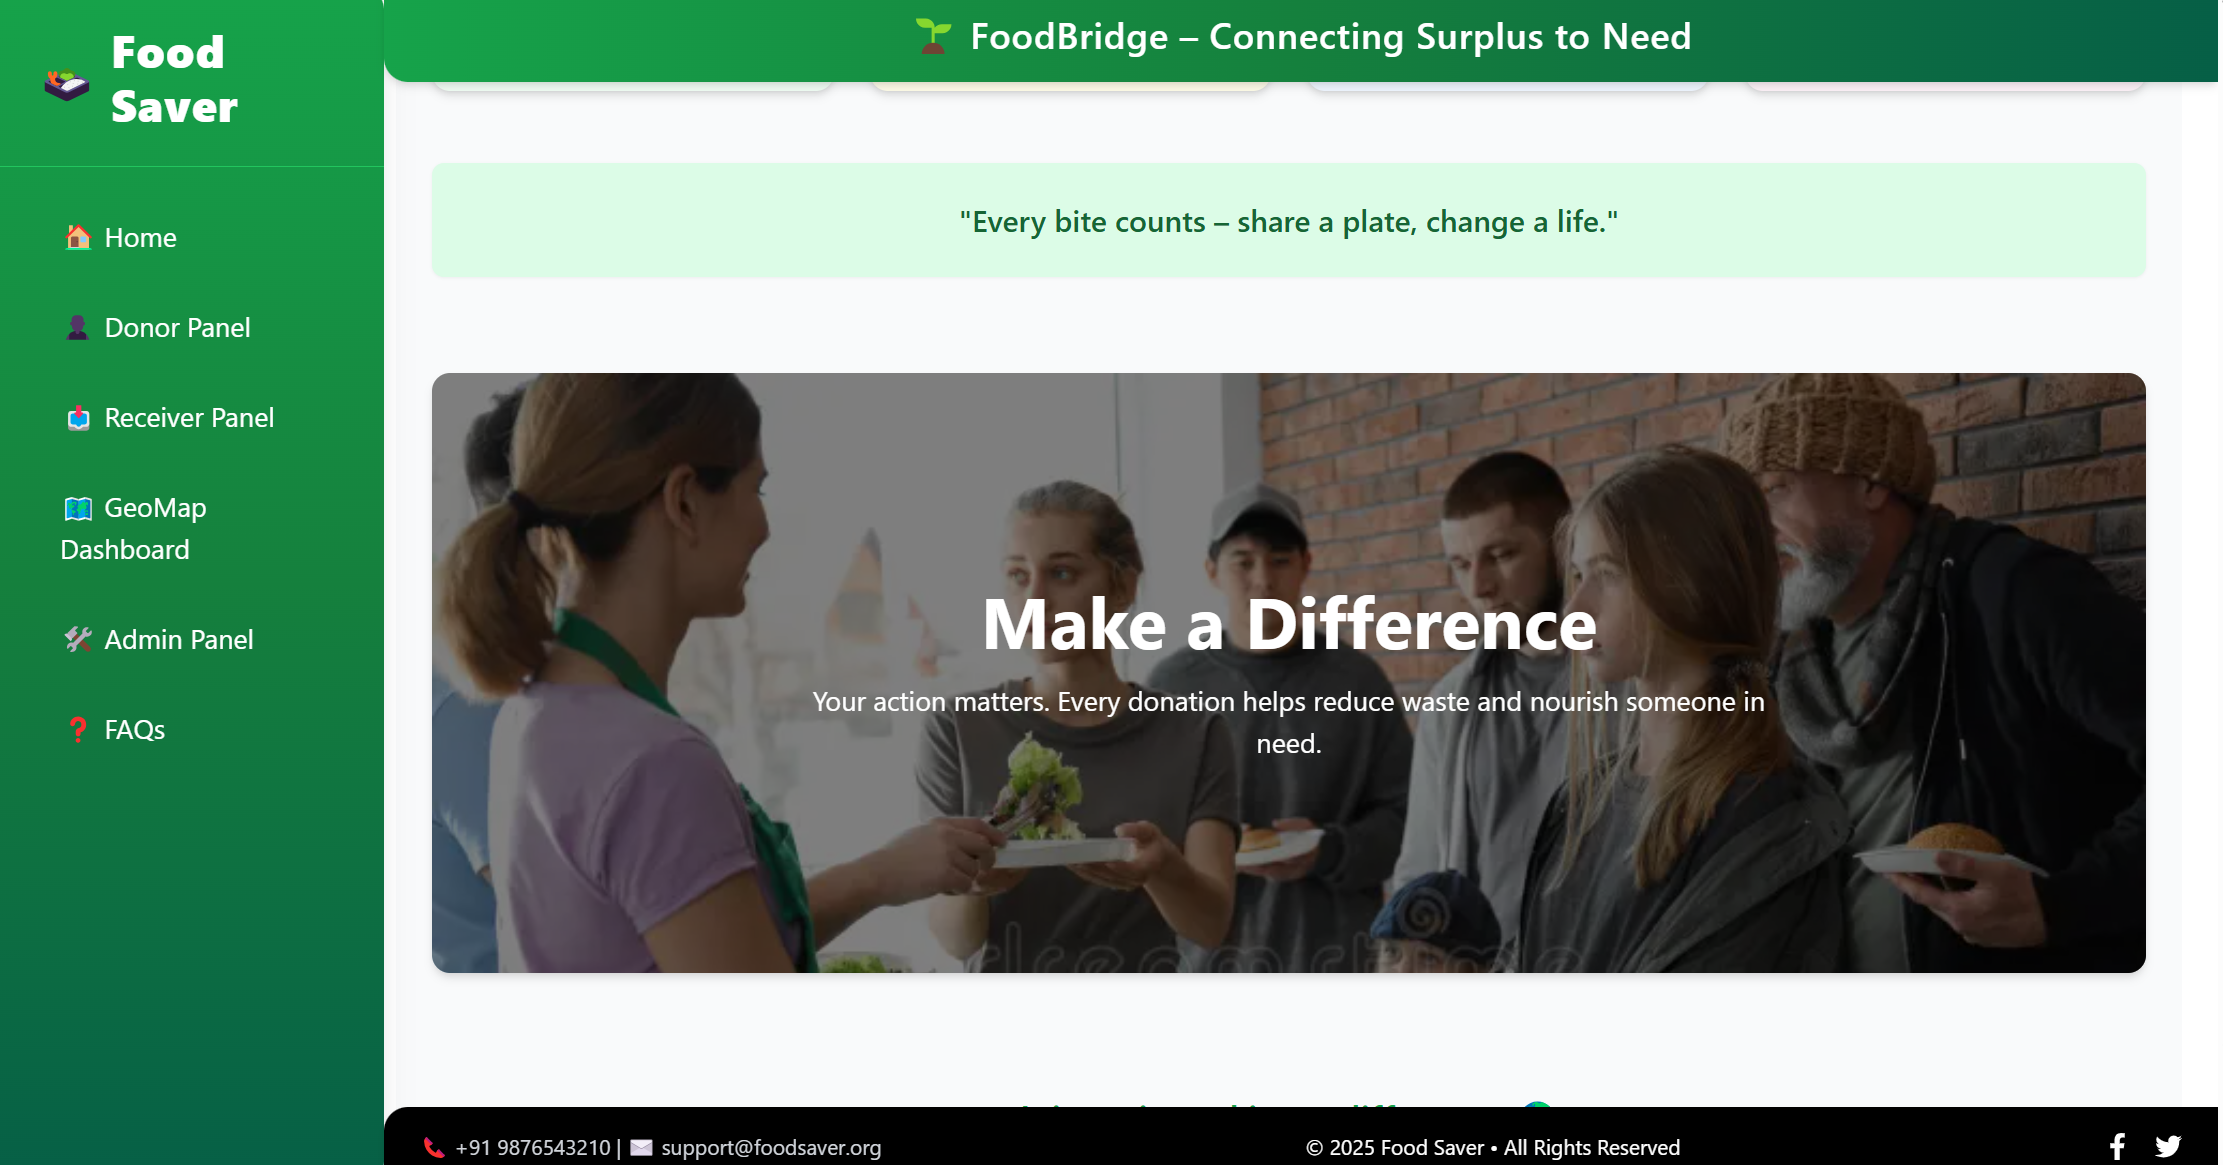 Food
Saver
Home
Donor Panel
Receiver Panel
GeoMap
Dashboard
Admin Panel
FAQs
FoodBridge – Connecting Surplus to Need
"Every bite counts – share a plate, change a life."
Make a Difference
Your action matters. Every donation helps reduce waste and nourish someone in
need.
dreamstime
+91 9876543210 | support@foodsaver.org
© 2025 Food Saver • All Rights Reserved